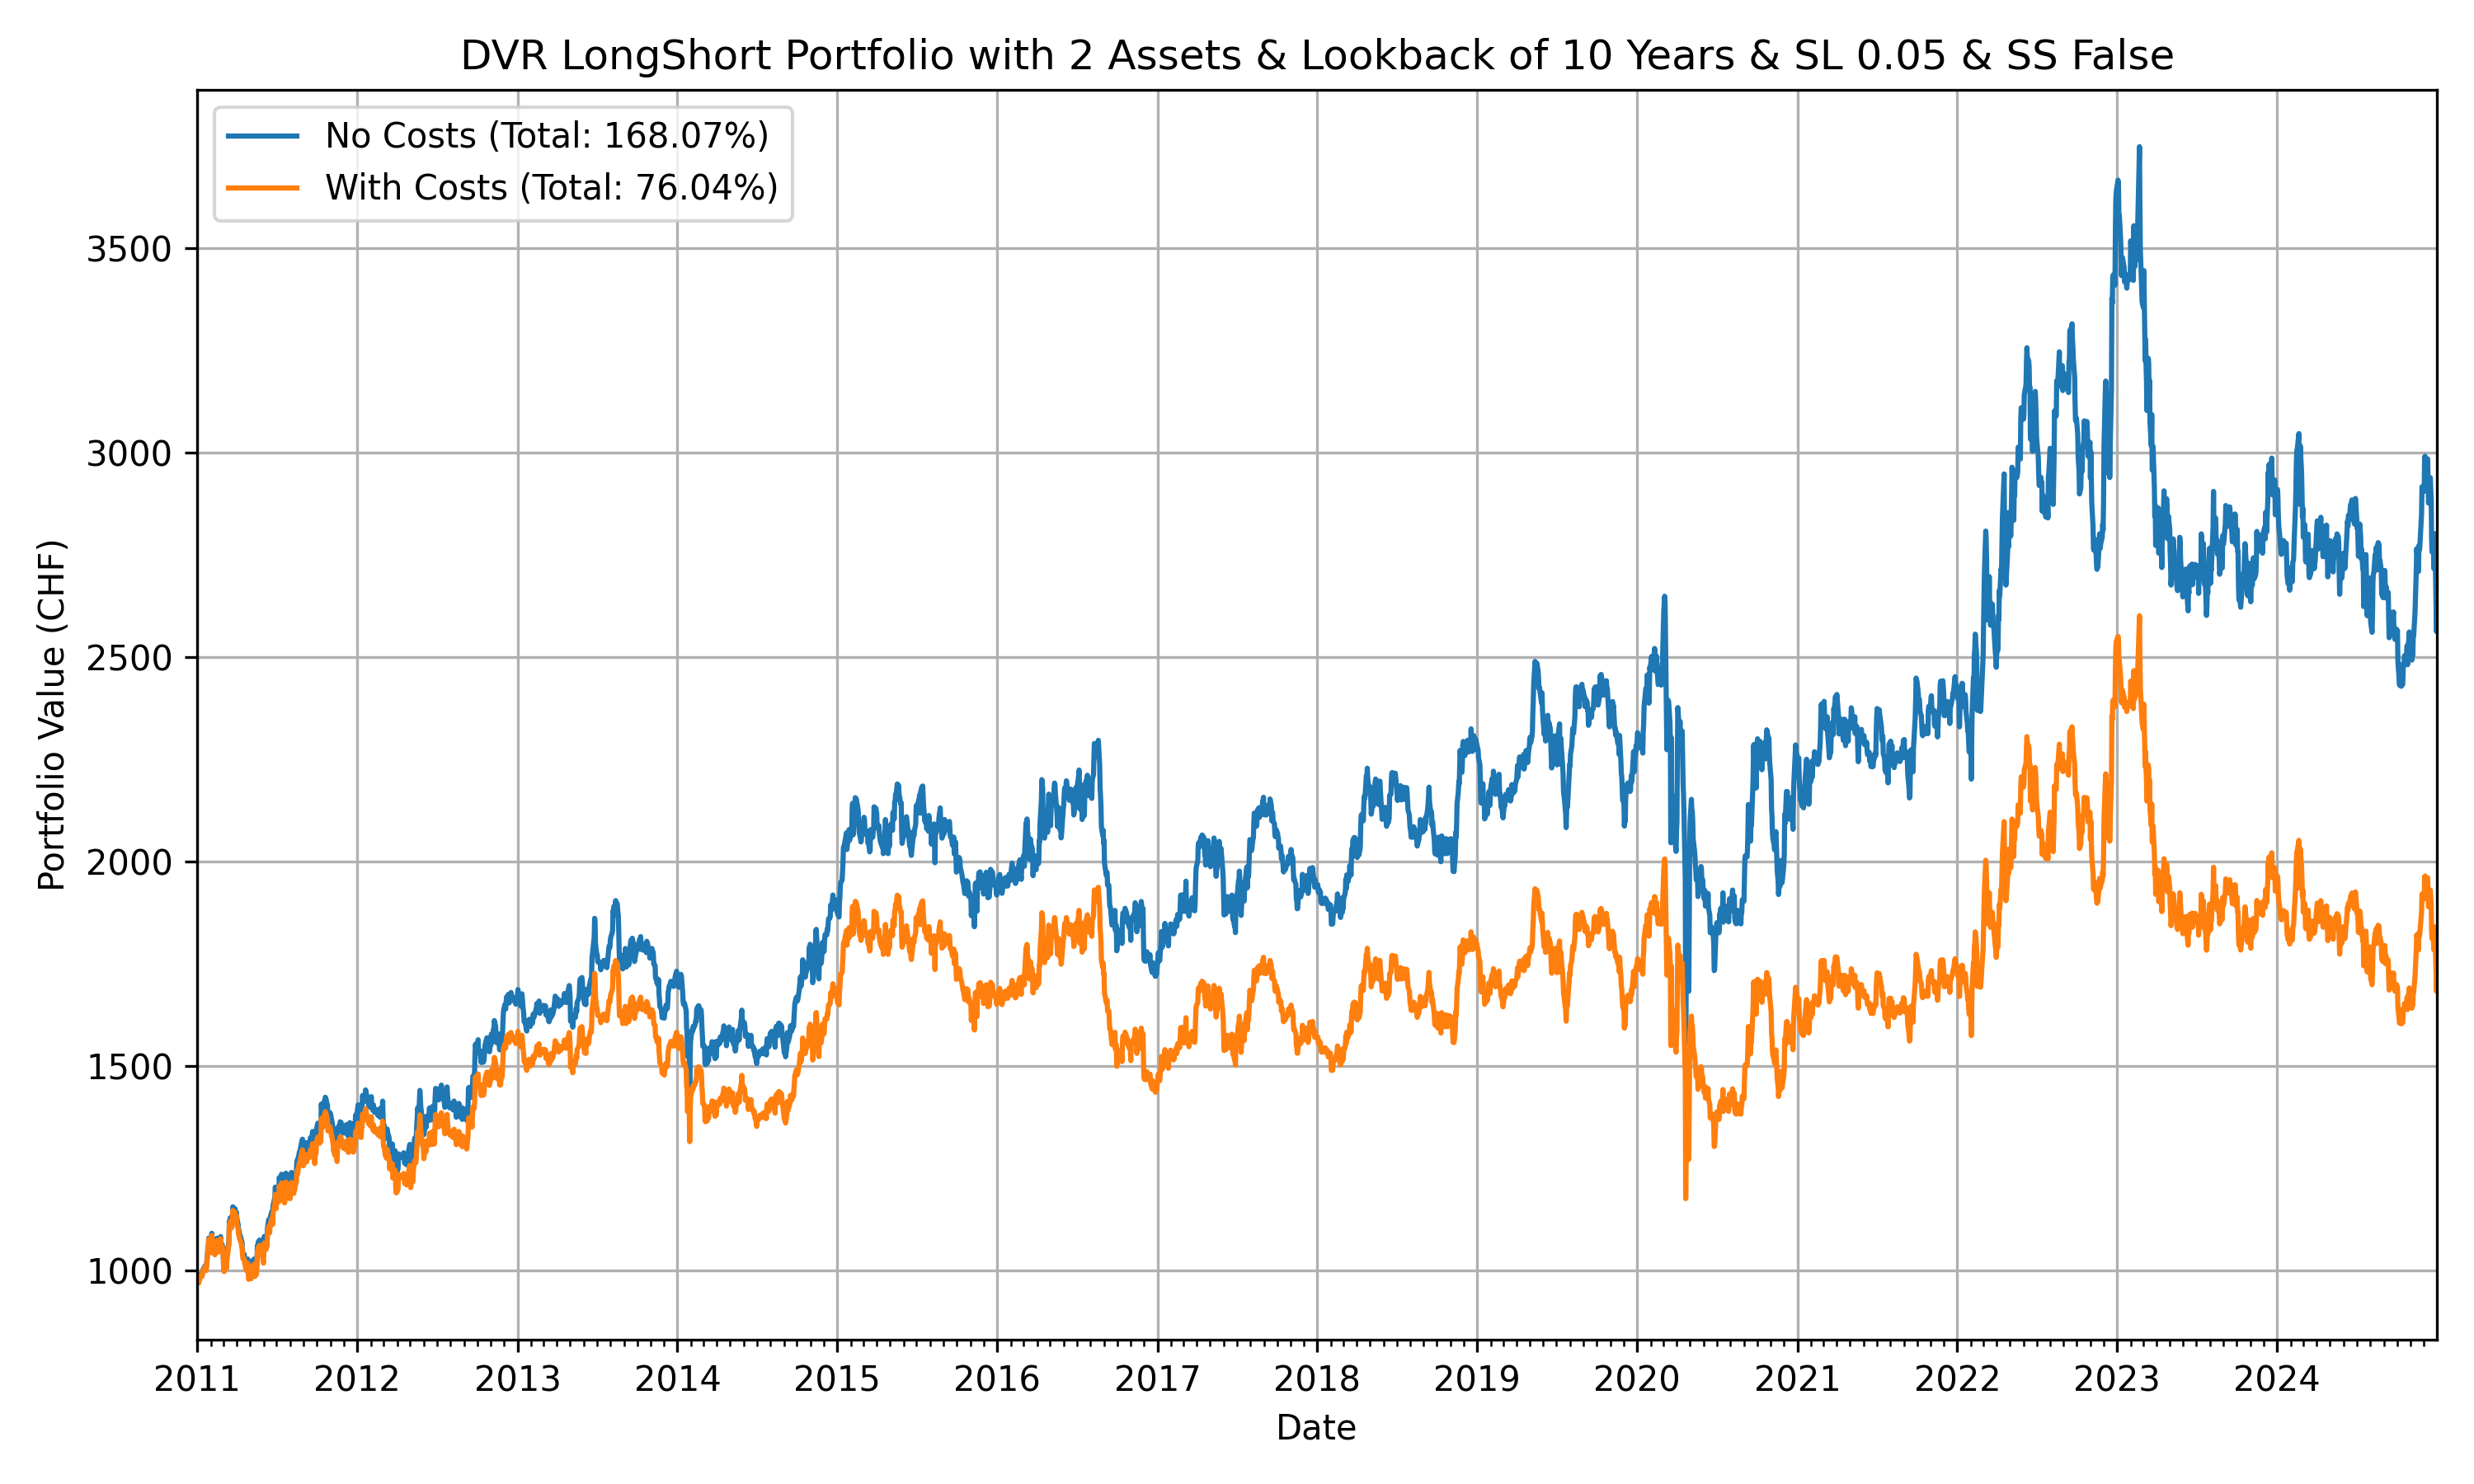 DVR LongShort Portfolio with 2 Assets & Lookback of 10 Years & SL 0.05 & SS False
No Costs (Total: 168.07%)
With Costs (Total: 76.04%)
Portfolio Value (CHF)
3500
3000
2500
2000
1500
1000
2011 2012 2013 2014 2015 2016 2017 2018 2019 2020 2021 2022 2023 2024
Date